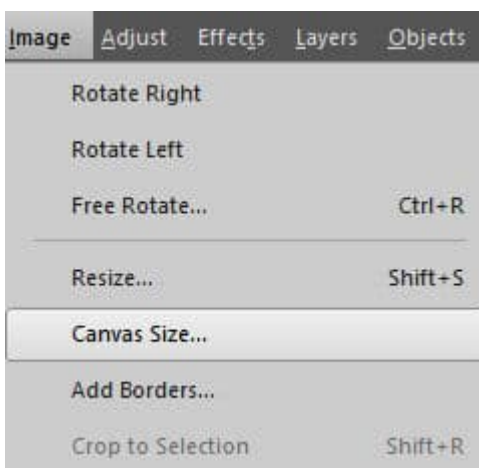 Image Adjust Effects Layers Objects
Rotate Right
Rotate Left
Free Rotate... Ctrl+R
Resize... Shift+S
Canvas Size...
Add Borders...
Crop to Selection Shift+R